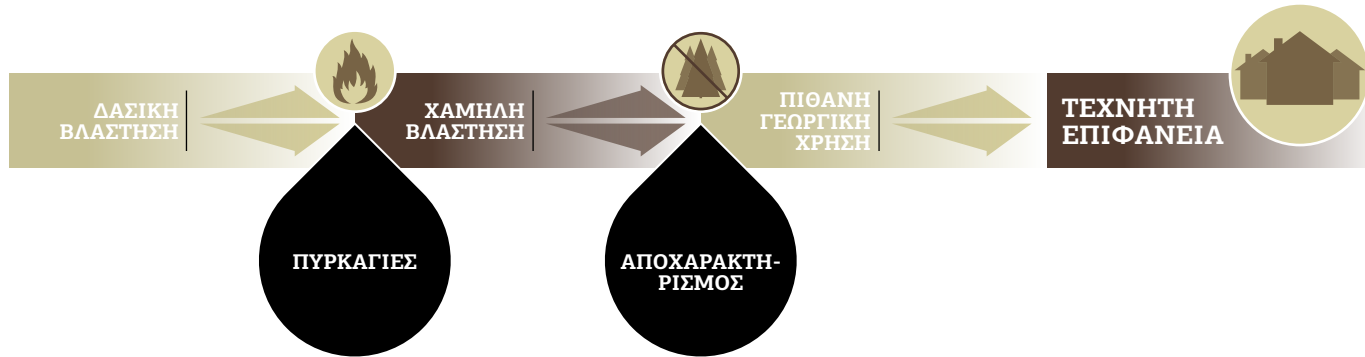 ΔΑΣΙΚΗ
ΒΛΑΣΤΗΣΗ
ΧΑΜΗΛΗ
ΒΛΑΣΤΗΣΗ
ΠΙΘΑΝΗ
ΓΕΩΡΓΙΚΗ
ΧΡΗΣΗ
ΤΕΧΝΗΤΗ
ΕΠΙΦΑΝΕΙΑ
ΠΥΡΚΑΓΙΕΣ
ΑΠΟΧΑΡΑΚΤΗ-
ΡΙΣΜΟΣ